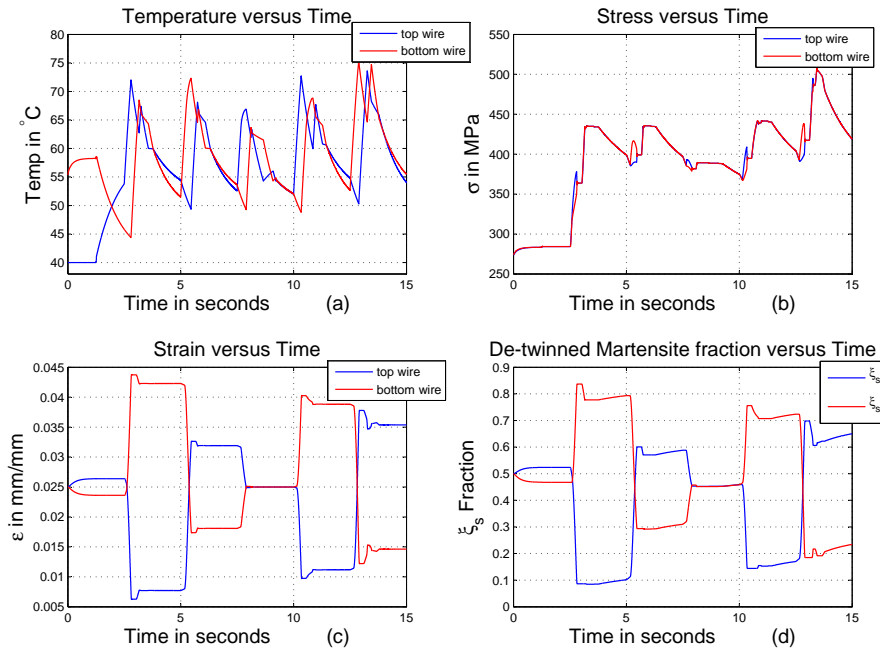 Temperature versus Time
top wire
bottom wire
80
75
70
65
60
55
50
45
40
Temp in °C
0 5 10 15
Time in seconds (a)
Stress versus Time
top wire
bottom wire
550
500
450
400
350
300
250
σ in MPa
0 5 10 15
Time in seconds (b)
Strain versus Time
top wire
bottom wire
0.045
0.04
0.035
0.03
0.025
0.02
0.015
0.01
0.005
ε in mm/mm
0 5 10 15
Time in seconds (c)
De-twinned Martensite fraction versus Time
ξs
ξs
0.9
0.8
0.7
0.6
0.5
0.4
0.3
0.2
0.1
0
ξs Fraction
0 5 10 15
Time in seconds (d)